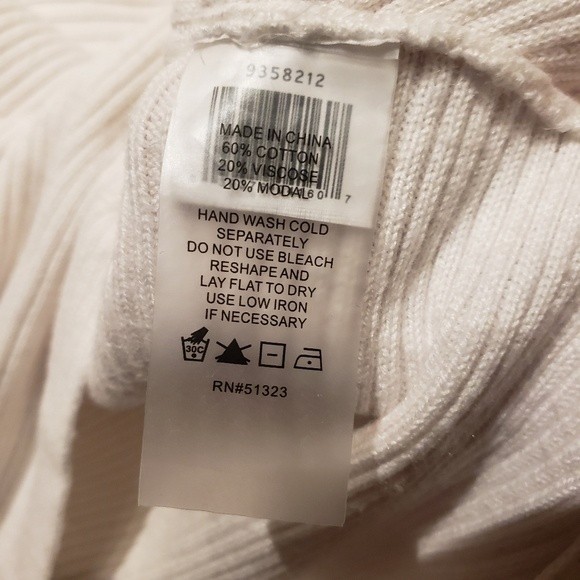 9358212
MADE IN CHINA
60% COTTON
20% VISCOSE
20% MODAL
7
HAND WASH COLD
SEPARATELY
DO NOT USE BLEACH
RESHAPE AND
LAY FLAT TO DRY
USE LOW IRON
IF NECESSARY
30C
RN#51323